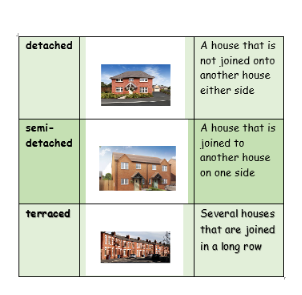 detached
A house that is
not joined onto
another house
either side
semi-
detached
A house that is
joined to
another house
on one side
terraced
Several houses
that are joined
in a long row